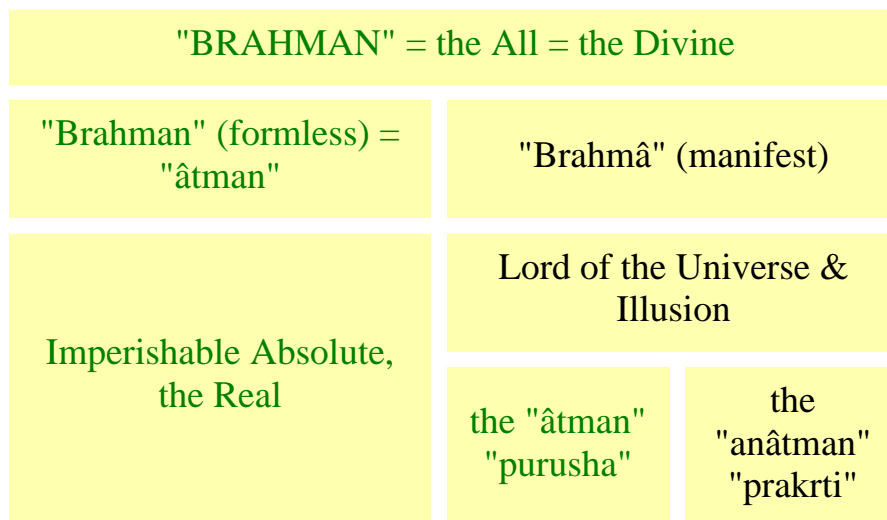 "BRAHMAN" = the All = the Divine
"Brahman" (formless) =
"âtman"
"Brahmâ" (manifest)
Imperishable Absolute,
the Real
Lord of the Universe &
Illusion
the "âtman"
"purusha"
the
"anâtman"
"prakrti"